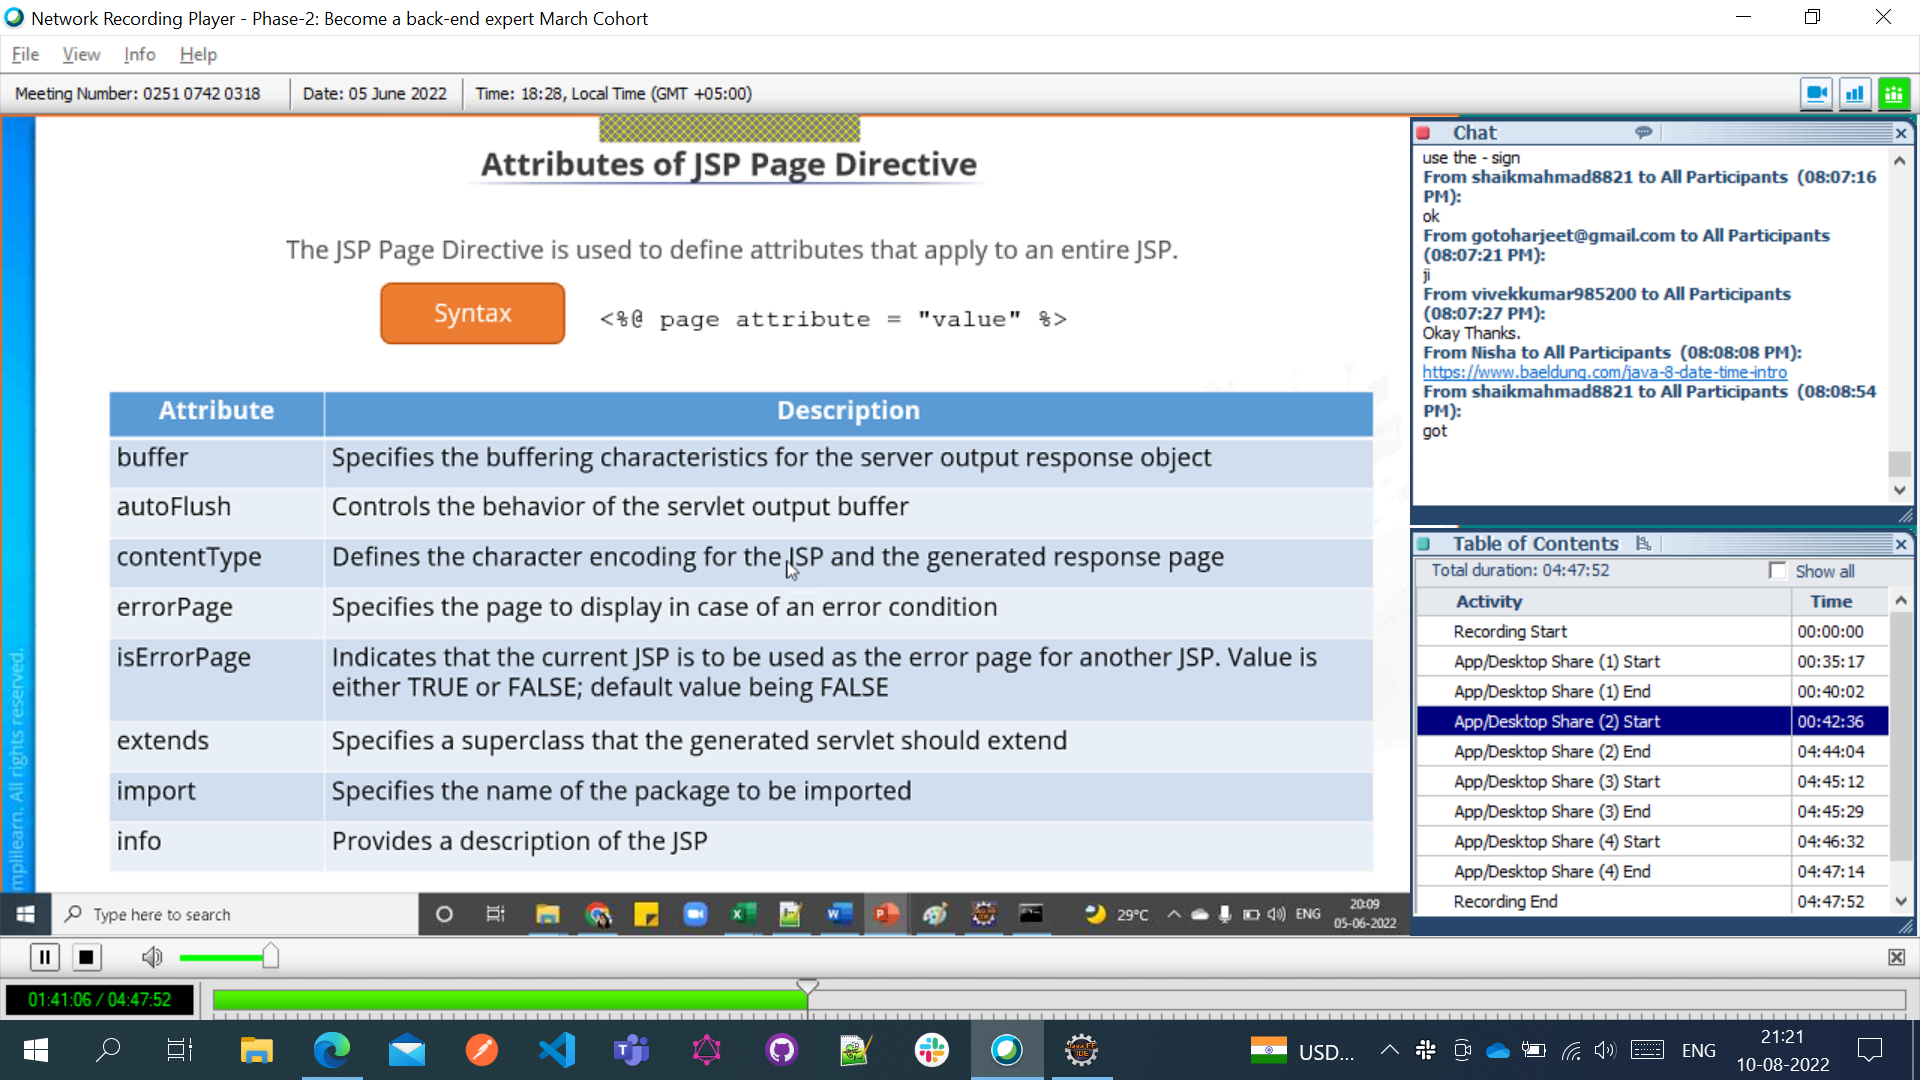 Network Recording Player - Phase-2: Become a back-end expert March Cohort
File View Info Help
Meeting Number: 0251 0742 0318
Date: 05 June 2022
Time: 18:28, Local Time (GMT +05:00)
Attributes of JSP Page Directive
The JSP Page Directive is used to define attributes that apply to an entire JSP.
Syntax
<%@ page attribute = "value" %>
Attribute Description
buffer Specifies the buffering characteristics for the server output response object
autoFlush Controls the behavior of the servlet output buffer
contentType Defines the character encoding for the JSP and the generated response page
errorPage Specifies the page to display in case of an error condition
isErrorPage Indicates that the current JSP is to be used as the error page for another JSP. Value is
either TRUE or FALSE; default value being FALSE
extends Specifies a superclass that the generated servlet should extend
import Specifies the name of the package to be imported
info Provides a description of the JSP
mplilearn. All rights reserved.
Type here to search
29°C
ENG
20:09
05-06-2022
Chat
use the - sign
From shaikmahmad8821 to All Participants (08:07:16
PM):
ok
From gotoharjeet@gmail.com to All Participants
(08:07:21 PM):
ji
From vivekkumar985200 to All Participants
(08:07:27 PM):
Okay Thanks.
From Nisha to All Participants (08:08:08 PM):
https://www.baeldung.com/java-8-date-time-intro
From shaikmahmad8821 to All Participants (08:08:54
PM):
got
Table of Contents
Total duration: 04:47:52
Show all
Activity Time
Recording Start 00:00:00
App/Desktop Share (1) Start 00:35:17
App/Desktop Share (1) End 00:40:02
App/Desktop Share (2) Start 00:42:36
App/Desktop Share (2) End 04:44:04
App/Desktop Share (3) Start 04:45:12
App/Desktop Share (3) End 04:45:29
App/Desktop Share (4) Start 04:46:32
App/Desktop Share (4) End 04:47:14
Recording End 04:47:52
01:41:06 / 04:47:52
USD...
ENG
21:21
10-08-2022